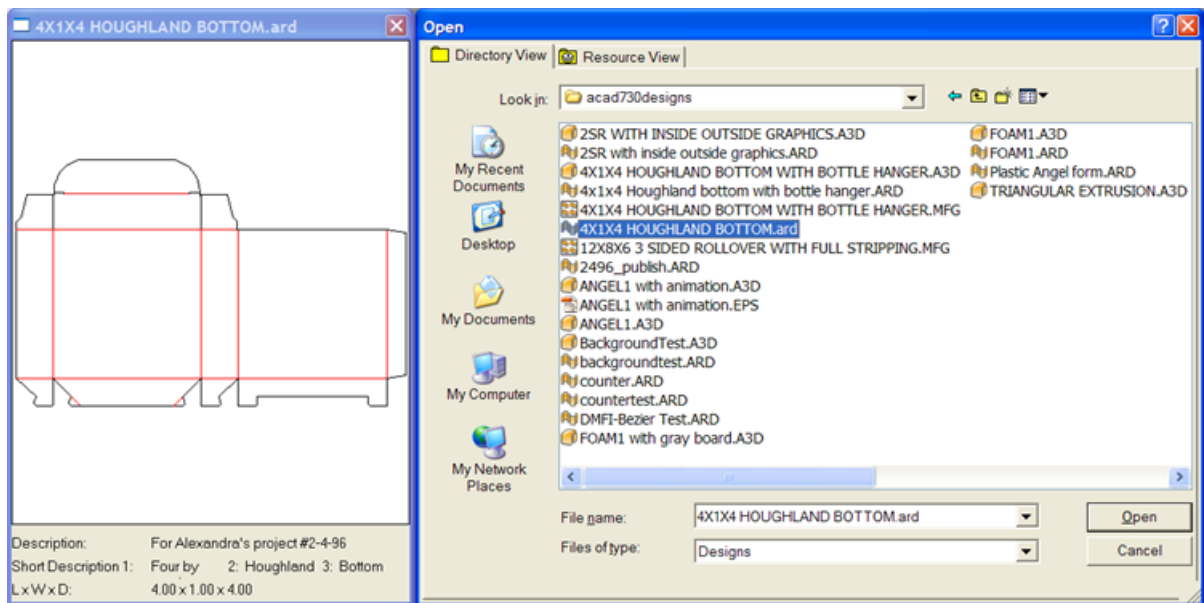 4X1X4 HOUGHLAND BOTTOM.ard
Description: For Alexandra's project #2-4-96
Short Description 1: Four by 2: Houghland 3: Bottom
L x W x D: 4.00 x 1.00 x 4.00
Open
Directory View Resource View
Look in: acad730designs
My Recent
Documents
Desktop
My Documents
My Computer
My Network
Places
2SR WITH INSIDE OUTSIDE GRAPHICS.A3D
2SR with inside outside graphics.ARD
4X1X4 HOUGHLAND BOTTOM WITH BOTTLE HANGER.A3D
4x1x4 Houghland bottom with bottle hanger.ARD
4X1X4 HOUGHLAND BOTTOM WITH BOTTLE HANGER.MFG
4X1X4 HOUGHLAND BOTTOM.ard
12X8X6 3 SIDED ROLLOVER WITH FULL STRIPPING.MFG
2496_publish.ARD
ANGEL1 with animation.A3D
ANGEL1 with animation.EPS
ANGEL1.A3D
BackgroundTest.A3D
backgroundtest.ARD
counter.ARD
countertest.ARD
DMFI-Bezier Test.ARD
FOAM1 with gray board.A3D
FOAM1.A3D
FOAM1.ARD
Plastic Angel form.ARD
TRIANGULAR EXTRUSION.A3D
File name: 4X1X4 HOUGHLAND BOTTOM.ard Open
Files of type: Designs Cancel